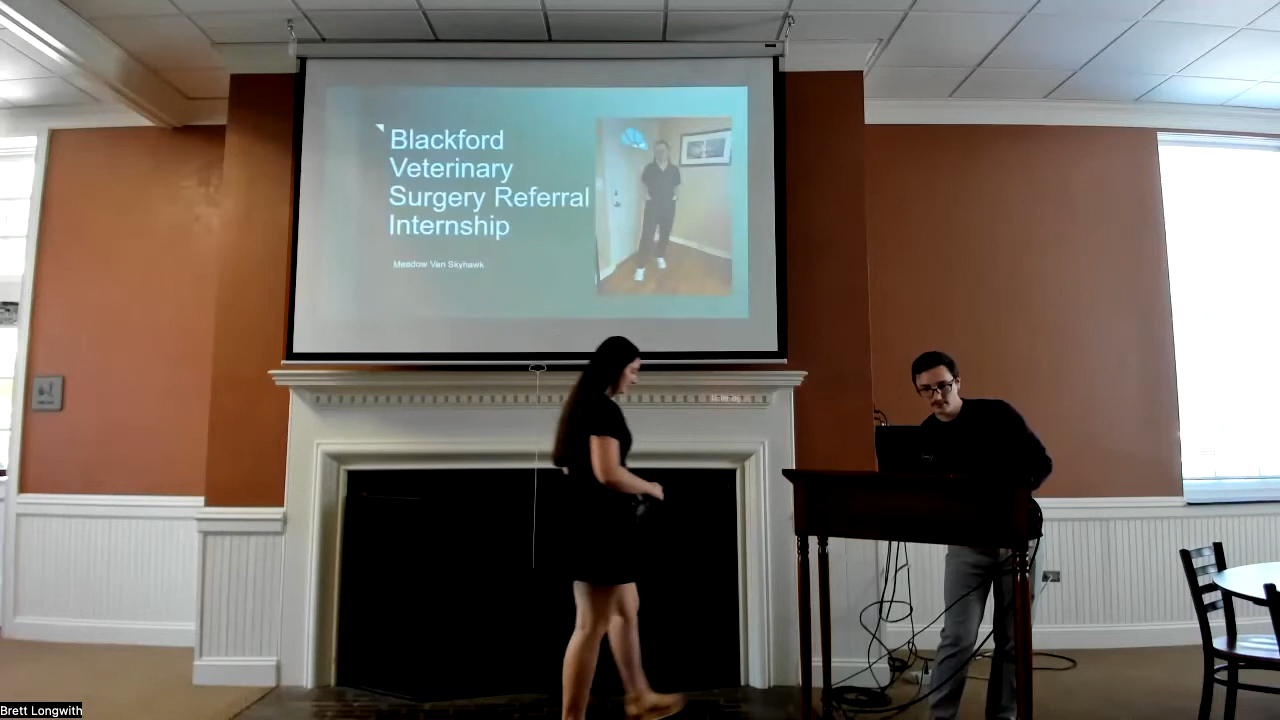 Blackford
Veterinary
Surgery Referral
Internship
Meadow Van Skyhawk
Brett Longwith